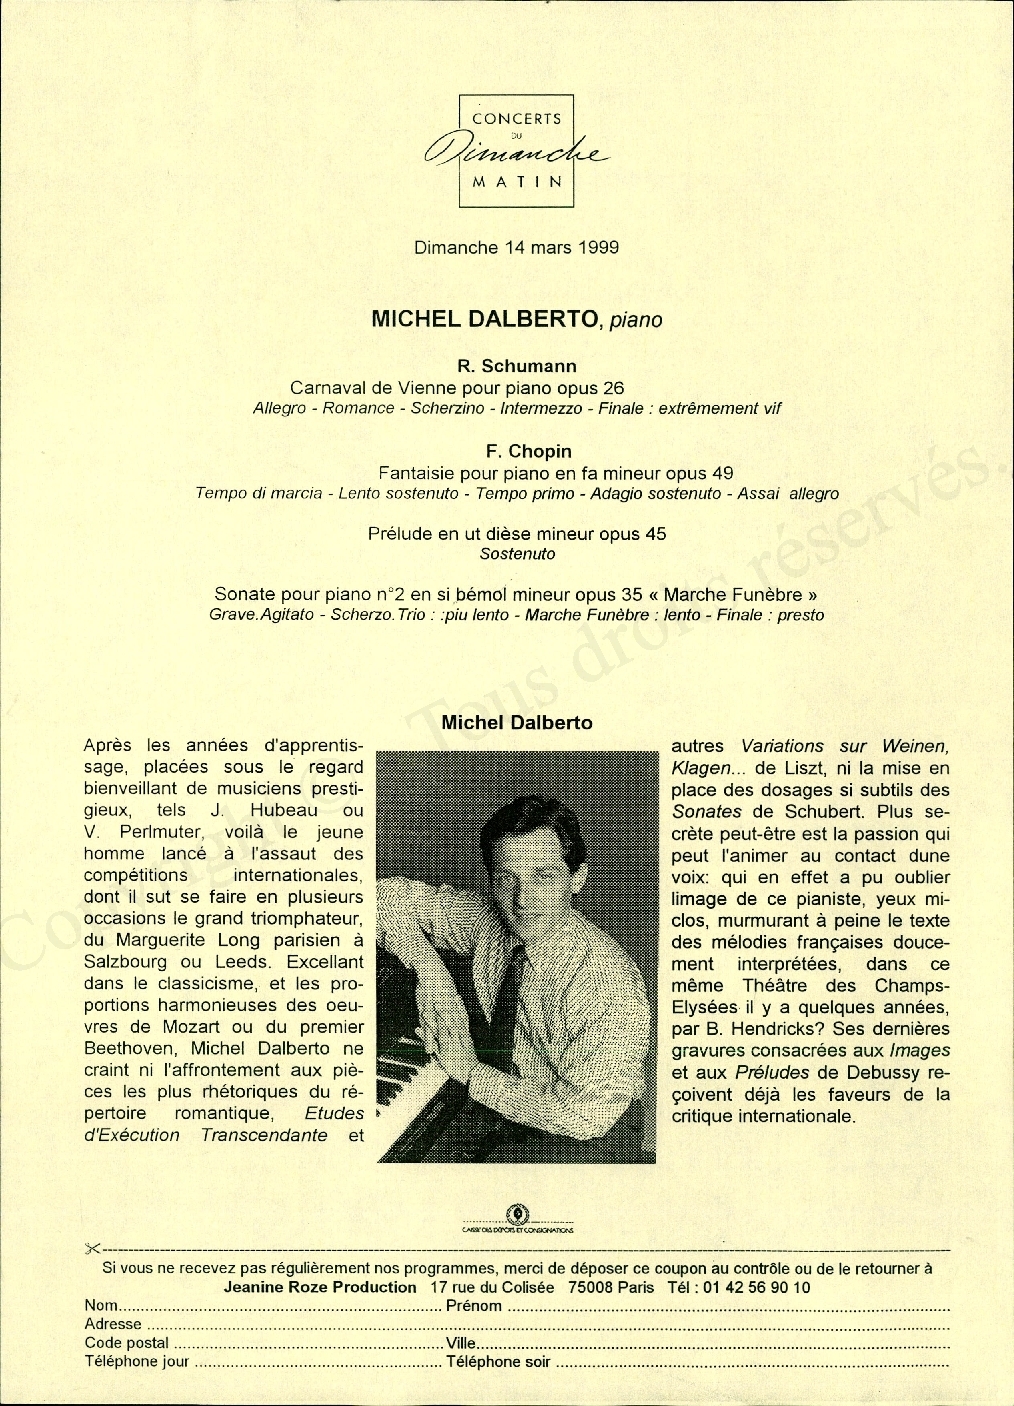 CONCERTS
DU
Dimanche
MATIN
Dimanche 14 mars 1999
MICHEL DALBERTO, piano
R. Schumann
Carnaval de Vienne pour piano opus 26
Allegro - Romance - Scherzino - Intermezzo - Finale : extrêmement vif
F. Chopin
Fantaisie pour piano en fa mineur opus 49
Tempo di marcia - Lento sostenuto - Tempo primo - Adagio sostenuto - Assai allegro
Prélude en ut dièse mineur opus 45
Sostenuto
Sonate pour piano n°2 en si bémol mineur opus 35 « Marche Funèbre »
Grave.Agitato - Scherzo.Trio : :piu lento - Marche Funèbre : lento - Finale : presto
Copyright © Tous droits réservés.
Michel Dalberto
Après les années d'apprentis-
sage, placées sous le regard
bienveillant de musiciens presti-
gieux, tels J. Hubeau ou
V. Perlmuter, voilà le jeune
homme lancé à l'assaut des
compétitions internationales,
dont il sut se faire en plusieurs
occasions le grand triomphateur,
du Marguerite Long parisien à
Salzbourg ou Leeds. Excellant
dans le classicisme, et les pro-
portions harmonieuses des oeu-
vres de Mozart ou du premier
Beethoven, Michel Dalberto ne
craint ni l'affrontement aux piè-
ces les plus rhétoriques du ré-
pertoire romantique, Etudes
d'Exécution Transcendante et
autres Variations sur Weinen,
Klagen... de Liszt, ni la mise en
place des dosages si subtils des
Sonates de Schubert. Plus se-
crète peut-être est la passion qui
peut l'animer au contact dune
voix: qui en effet a pu oublier
limage de ce pianiste, yeux mi-
clos, murmurant à peine le texte
des mélodies françaises douce-
ment interprétées, dans ce
même Théâtre des Champs-
Elysées il y a quelques années,
par B. Hendricks? Ses dernières
gravures consacrées aux Images
et aux Préludes de Debussy re-
çoivent déjà les faveurs de la
critique internationale.
CAISSE DES DÉPÔTS ET CONSIGNATIONS
Si vous ne recevez pas régulièrement nos programmes, merci de déposer ce coupon au contrôle ou de le retourner à
Jeanine Roze Production 17 rue du Colisée 75008 Paris Tél : 01 42 56 90 10
Nom.......... Prénom ..........
Adresse ..........
Code postal .......... Ville..........
Téléphone jour .......... Téléphone soir ..........